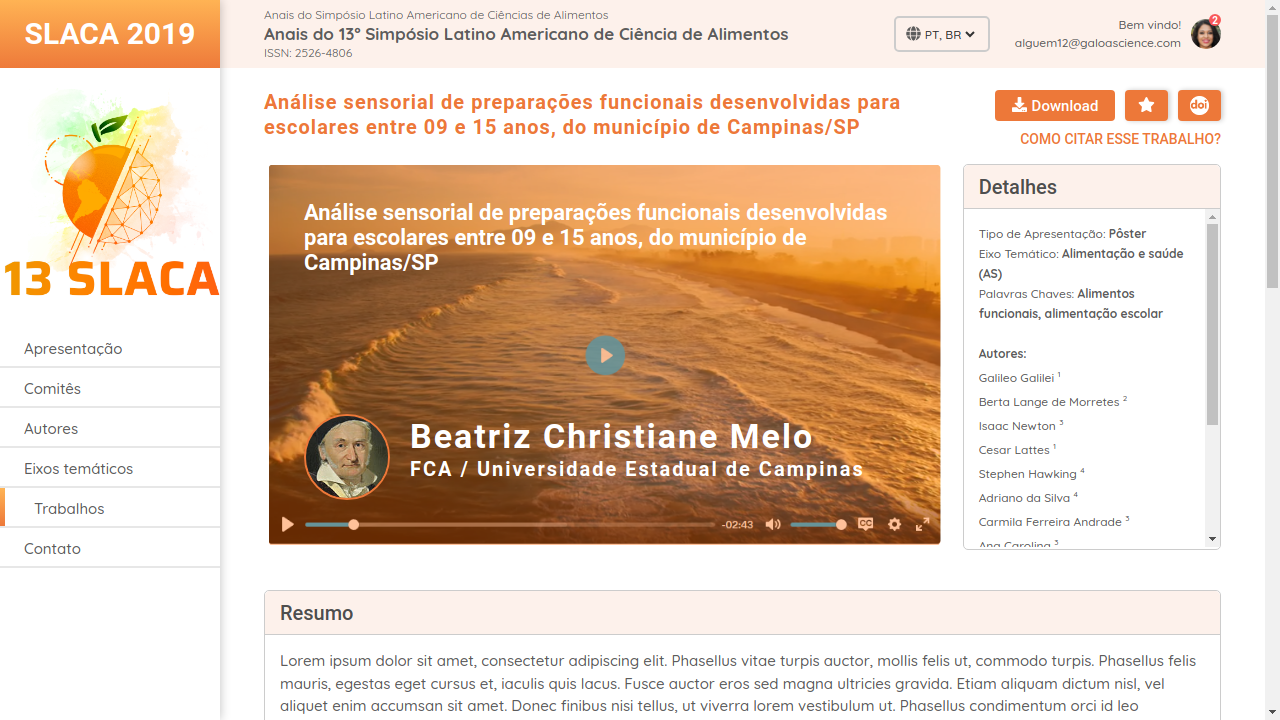 SLACA 2019
Anais do Simpósio Latino Americano de Ciências de Alimentos
Anais do 13º Simpósio Latino Americano de Ciência de Alimentos
ISSN: 2526-4806
PT, BR
Bem vindo!
alguem12@galoascience.com
2
13 SLACA
Apresentação
Comitês
Autores
Eixos temáticos
Trabalhos
Contato
Análise sensorial de preparações funcionais desenvolvidas para
escolares entre 09 e 15 anos, do município de Campinas/SP
Download
doi
COMO CITAR ESSE TRABALHO?
Análise sensorial de preparações funcionais desenvolvidas
para escolares entre 09 e 15 anos, do município de
Campinas/SP
Beatriz Christiane Melo
FCA / Universidade Estadual de Campinas
-02:43
CC
Detalhes
Tipo de Apresentação: Pôster
Eixo Temático: Alimentação e saúde
(AS)
Palavras Chaves: Alimentos
funcionais, alimentação escolar
Autores:
Galileo Galilei ¹
Berta Lange de Morretes ²
Isaac Newton ³
Cesar Lattes ¹
Stephen Hawking ⁴
Adriano da Silva ⁴
Carmila Ferreira Andrade ³
Ana Carolina ³
Resumo
Lorem ipsum dolor sit amet, consectetur adipiscing elit. Phasellus vitae turpis auctor, mollis felis ut, commodo turpis. Phasellus felis
mauris, egestas eget cursus et, iaculis quis lacus. Fusce auctor eros sed magna ultricies gravida. Etiam aliquam dictum nisl, vel
aliquet enim accumsan sit amet. Donec finibus nisi tellus, ut viverra lorem vestibulum ut. Phasellus condimentum orci id leo